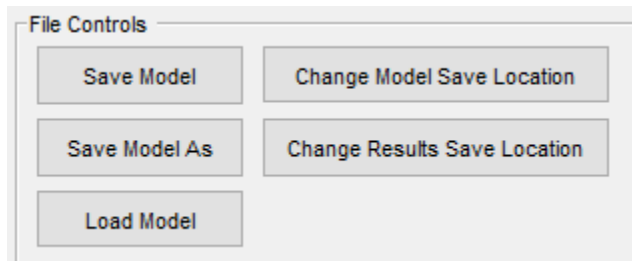 File Controls
Save Model
Change Model Save Location
Save Model As
Change Results Save Location
Load Model